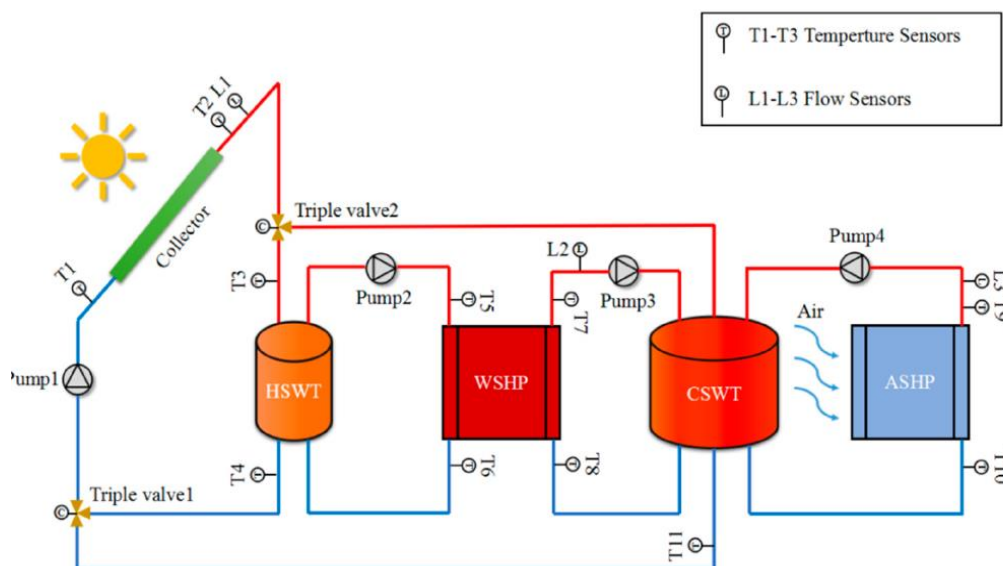 T1-T3 Temperture Sensors
L1-L3 Flow Sensors
T2 L1
Collector
T1
Triple valve2
T3
Pump2
L2
Pump3
Pump4
T5
T7
Air
L3
T9
Pump1
HSWT
WSHP
CSWT
ASHP
T4
T6
T8
T10
Triple valve1
T11